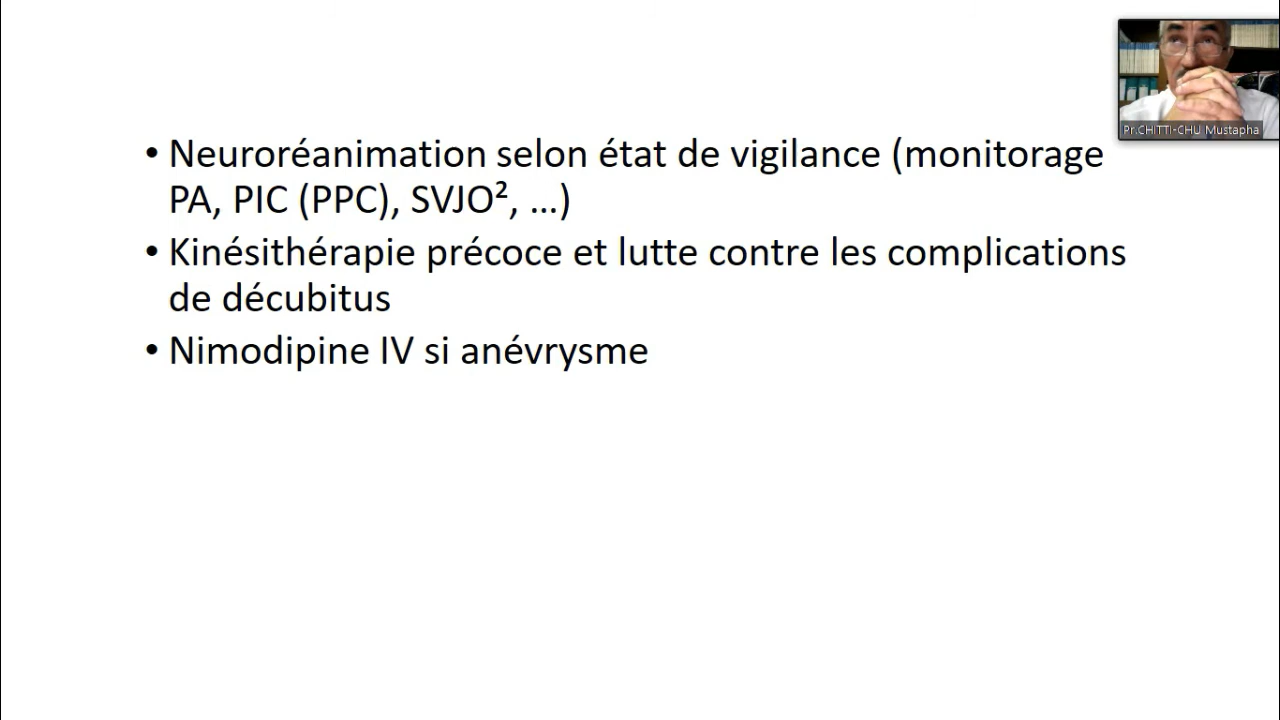 • Neuroréanimation selon état de vigilance (monitorage
PA, PIC (PPC), SVJO², ...)
• Kinésithérapie précoce et lutte contre les complications
de décubitus
• Nimodipine IV si anévrysme
Pr.CHITTI-CHU Mustapha